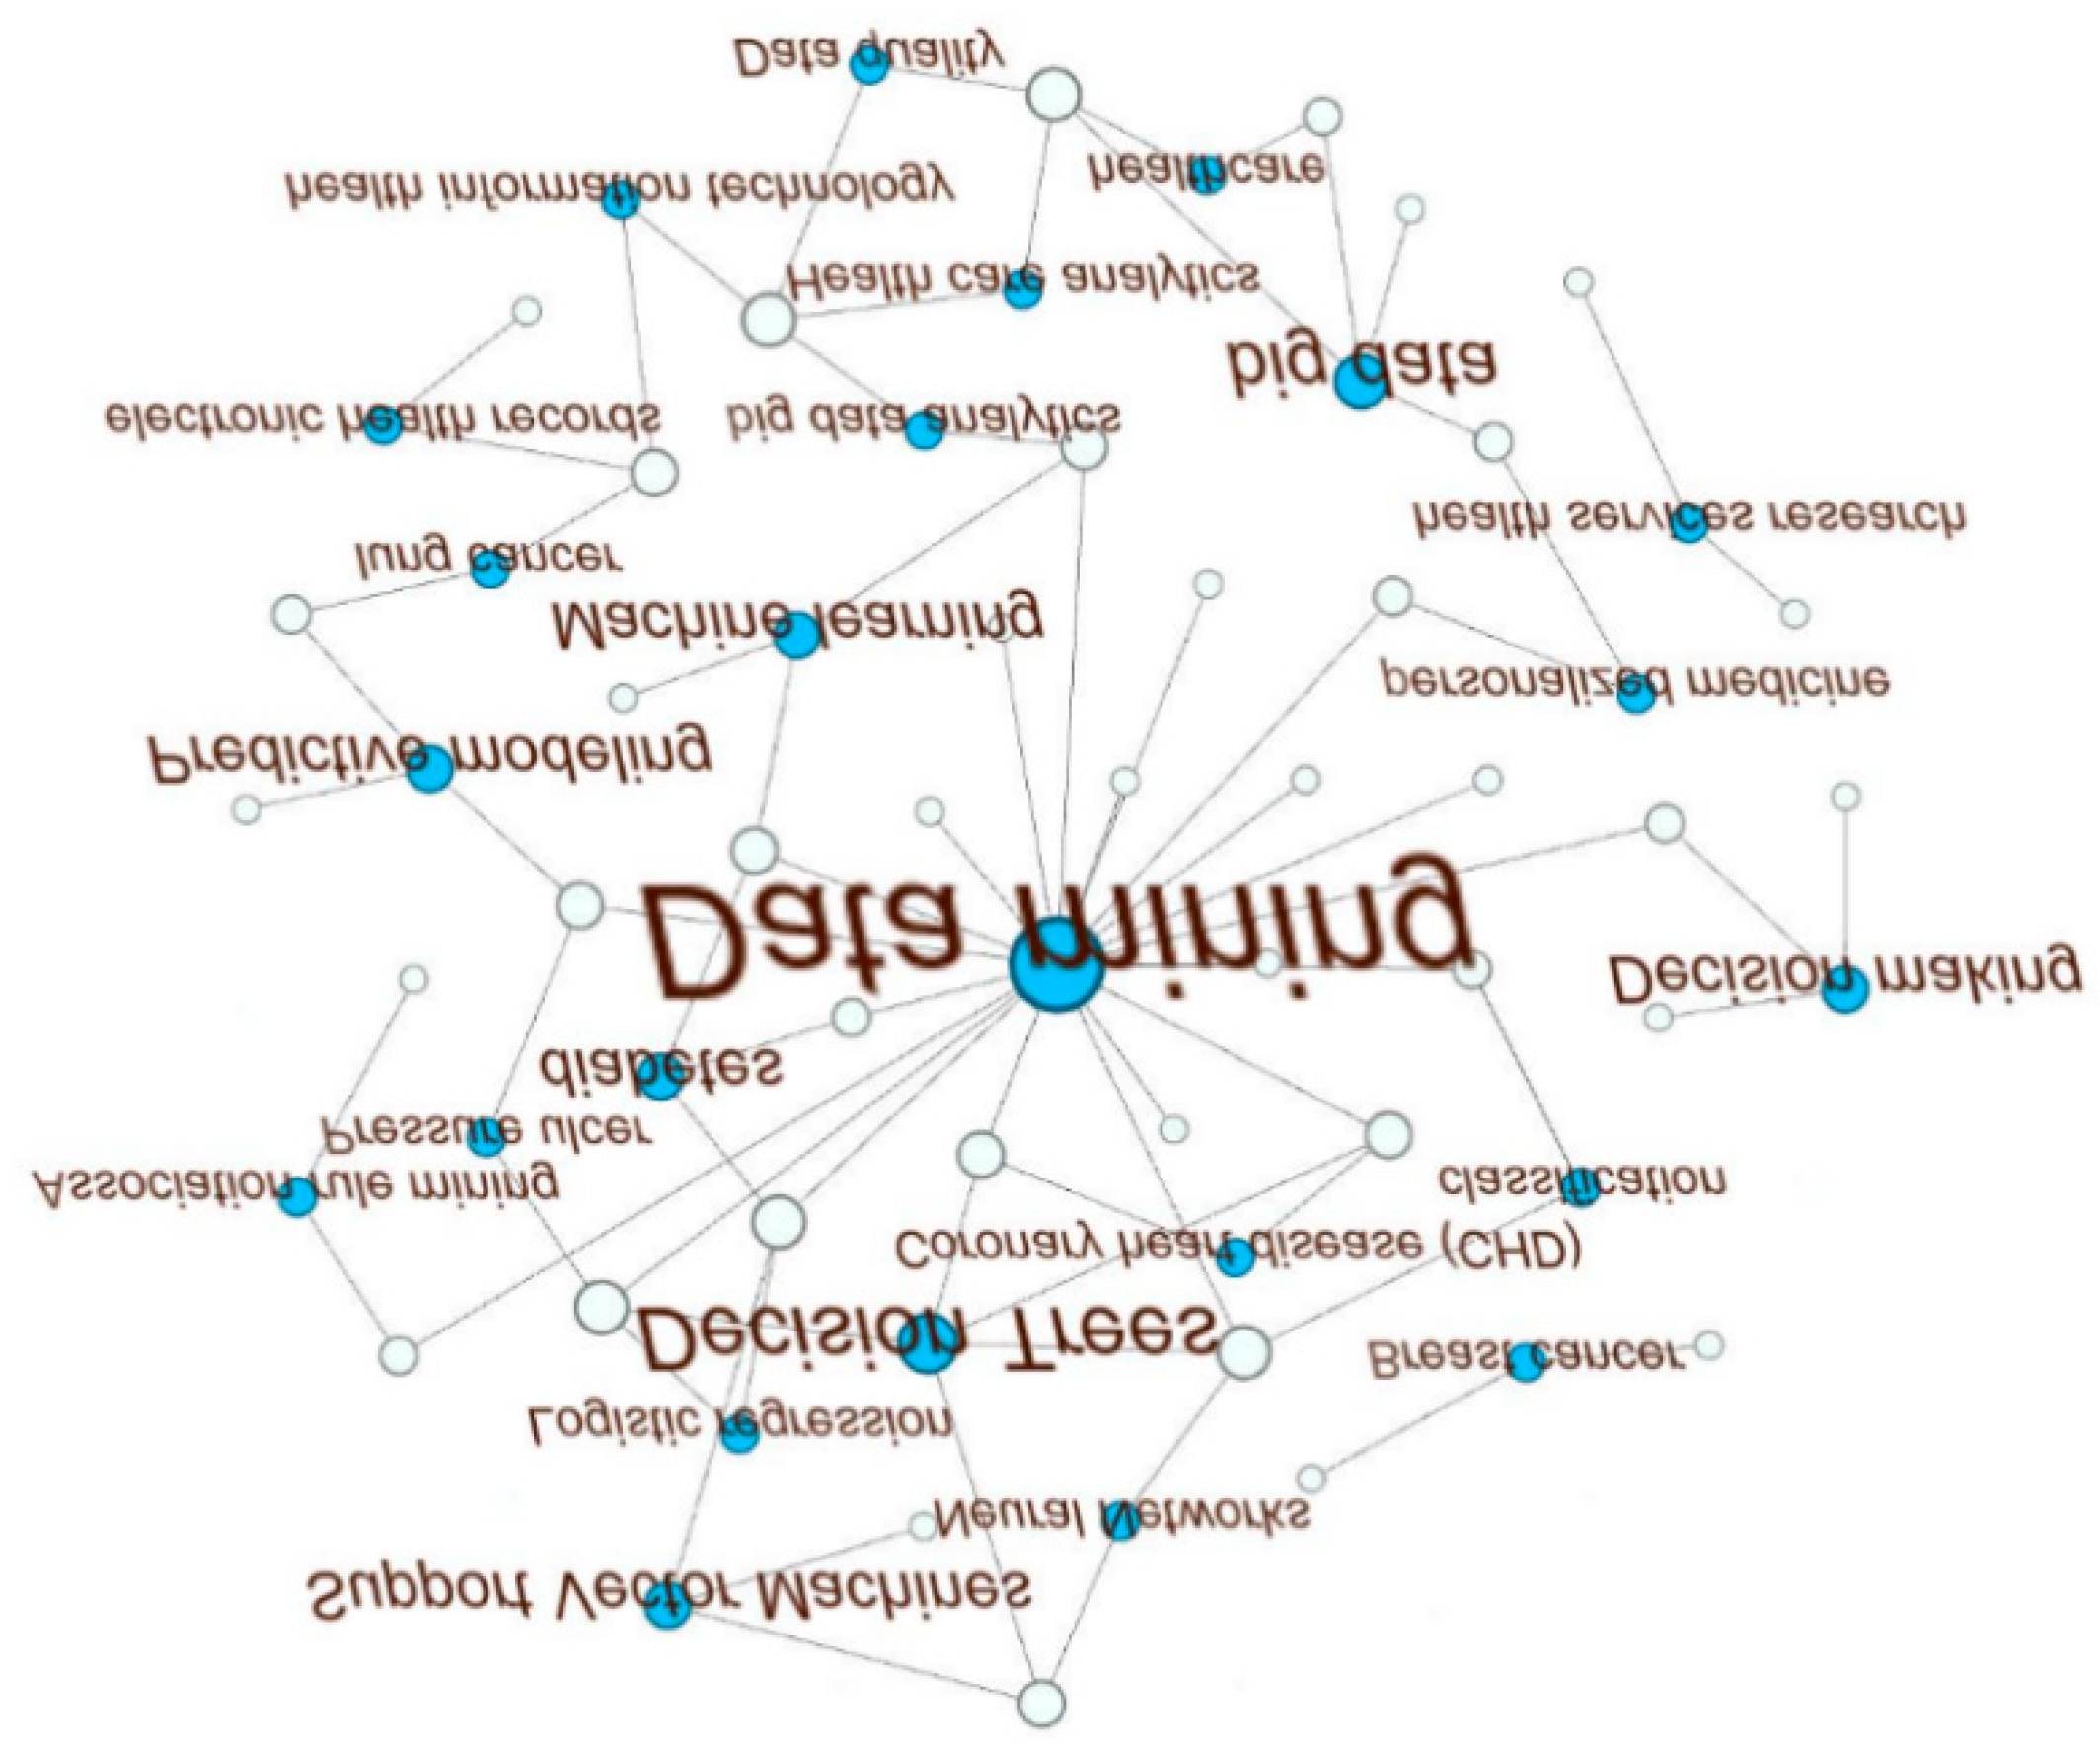 Data quality
healthcare
health information technology
Health care analytics
big data
electronic health records
big data analytics
health services research
lung cancer
Machine learning
personalized medicine
Predictive modeling
Data mining
Decision making
diabetes
Pressure ulcer
Association rule mining
classification
Coronary heart disease (CHD)
Decision Trees
Breast cancer
Logistic regression
Neural Networks
Support Vector Machines